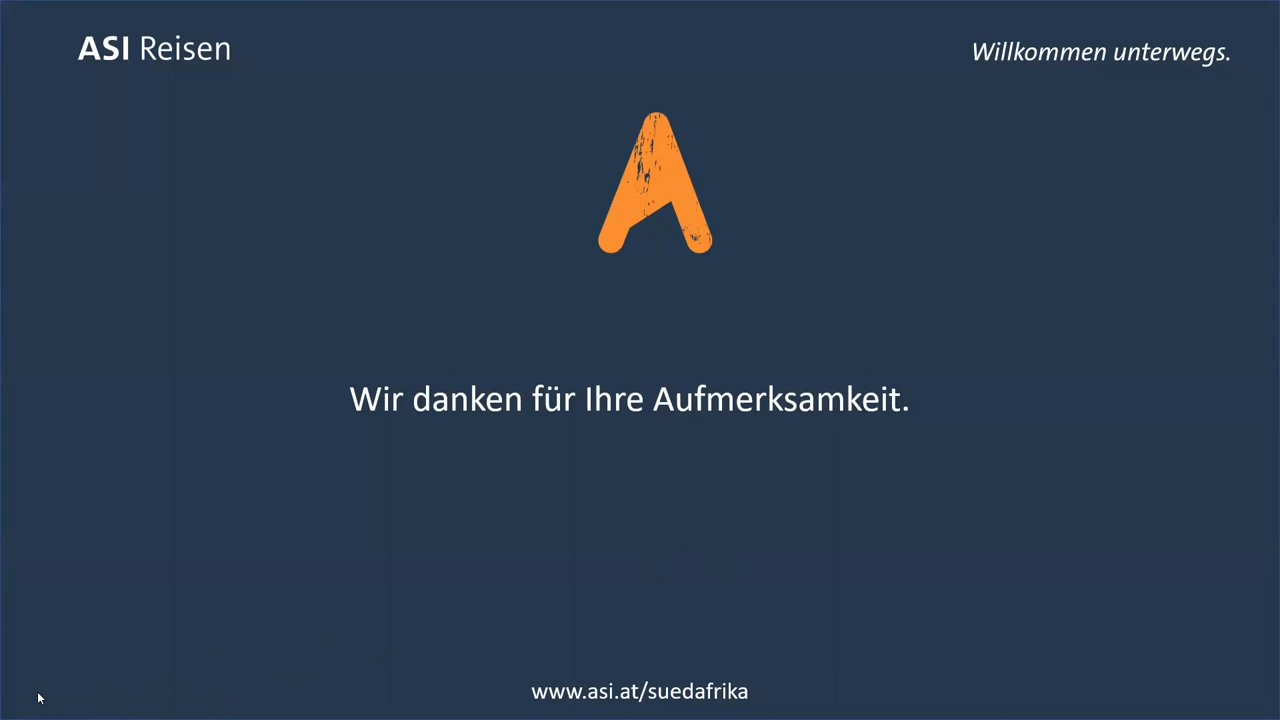 ASI Reisen
Willkommen unterwegs.
Wir danken für Ihre Aufmerksamkeit.
www.asi.at/suedafrika